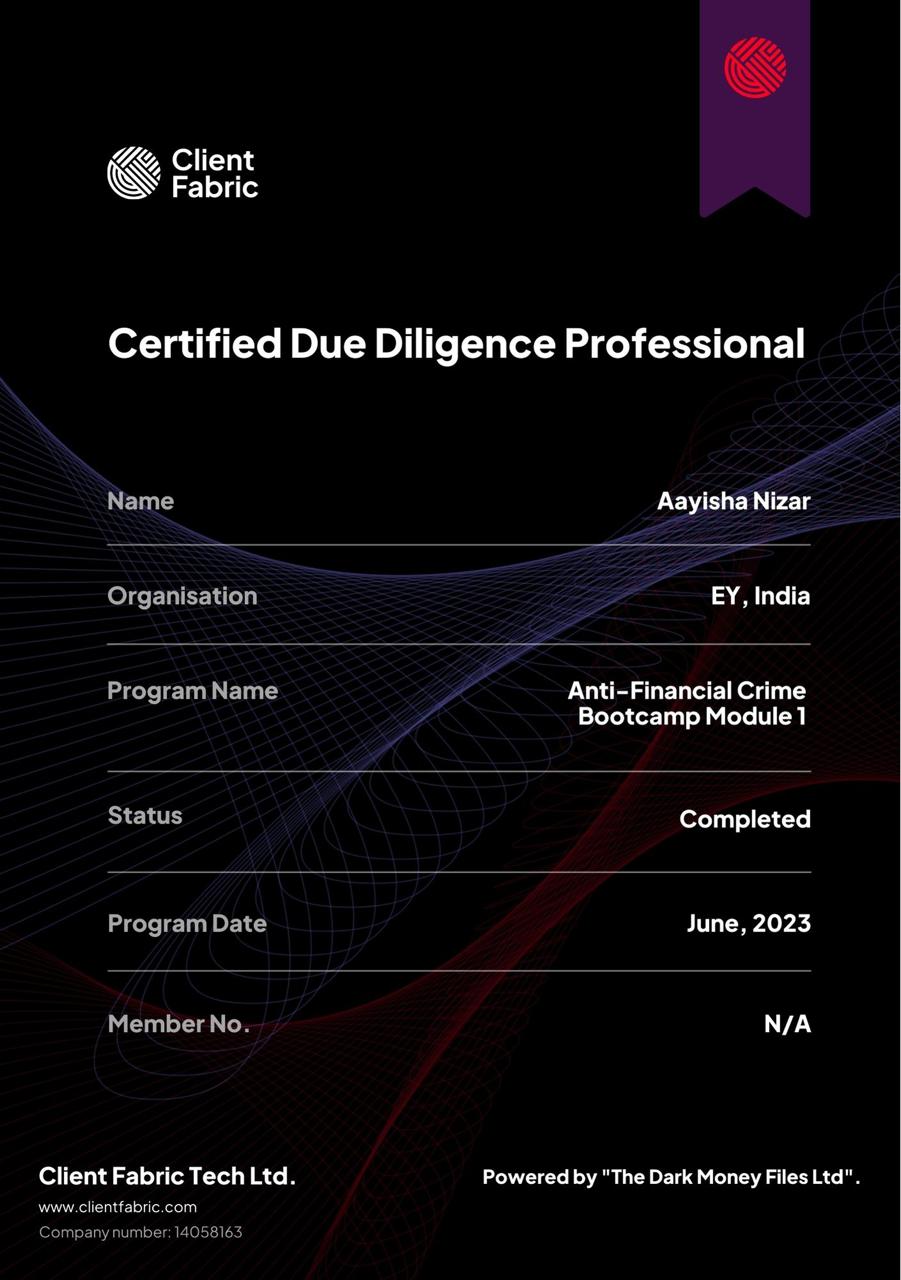 Client
Fabric
Certified Due Diligence Professional
Name
Aayisha Nizar
Organisation
EY, India
Program Name
Anti-Financial Crime
Bootcamp Module 1
Status
Completed
Program Date
June, 2023
Member No.
N/A
Client Fabric Tech Ltd.
Powered by "The Dark Money Files Ltd".
www.clientfabric.com
Company number: 14058163